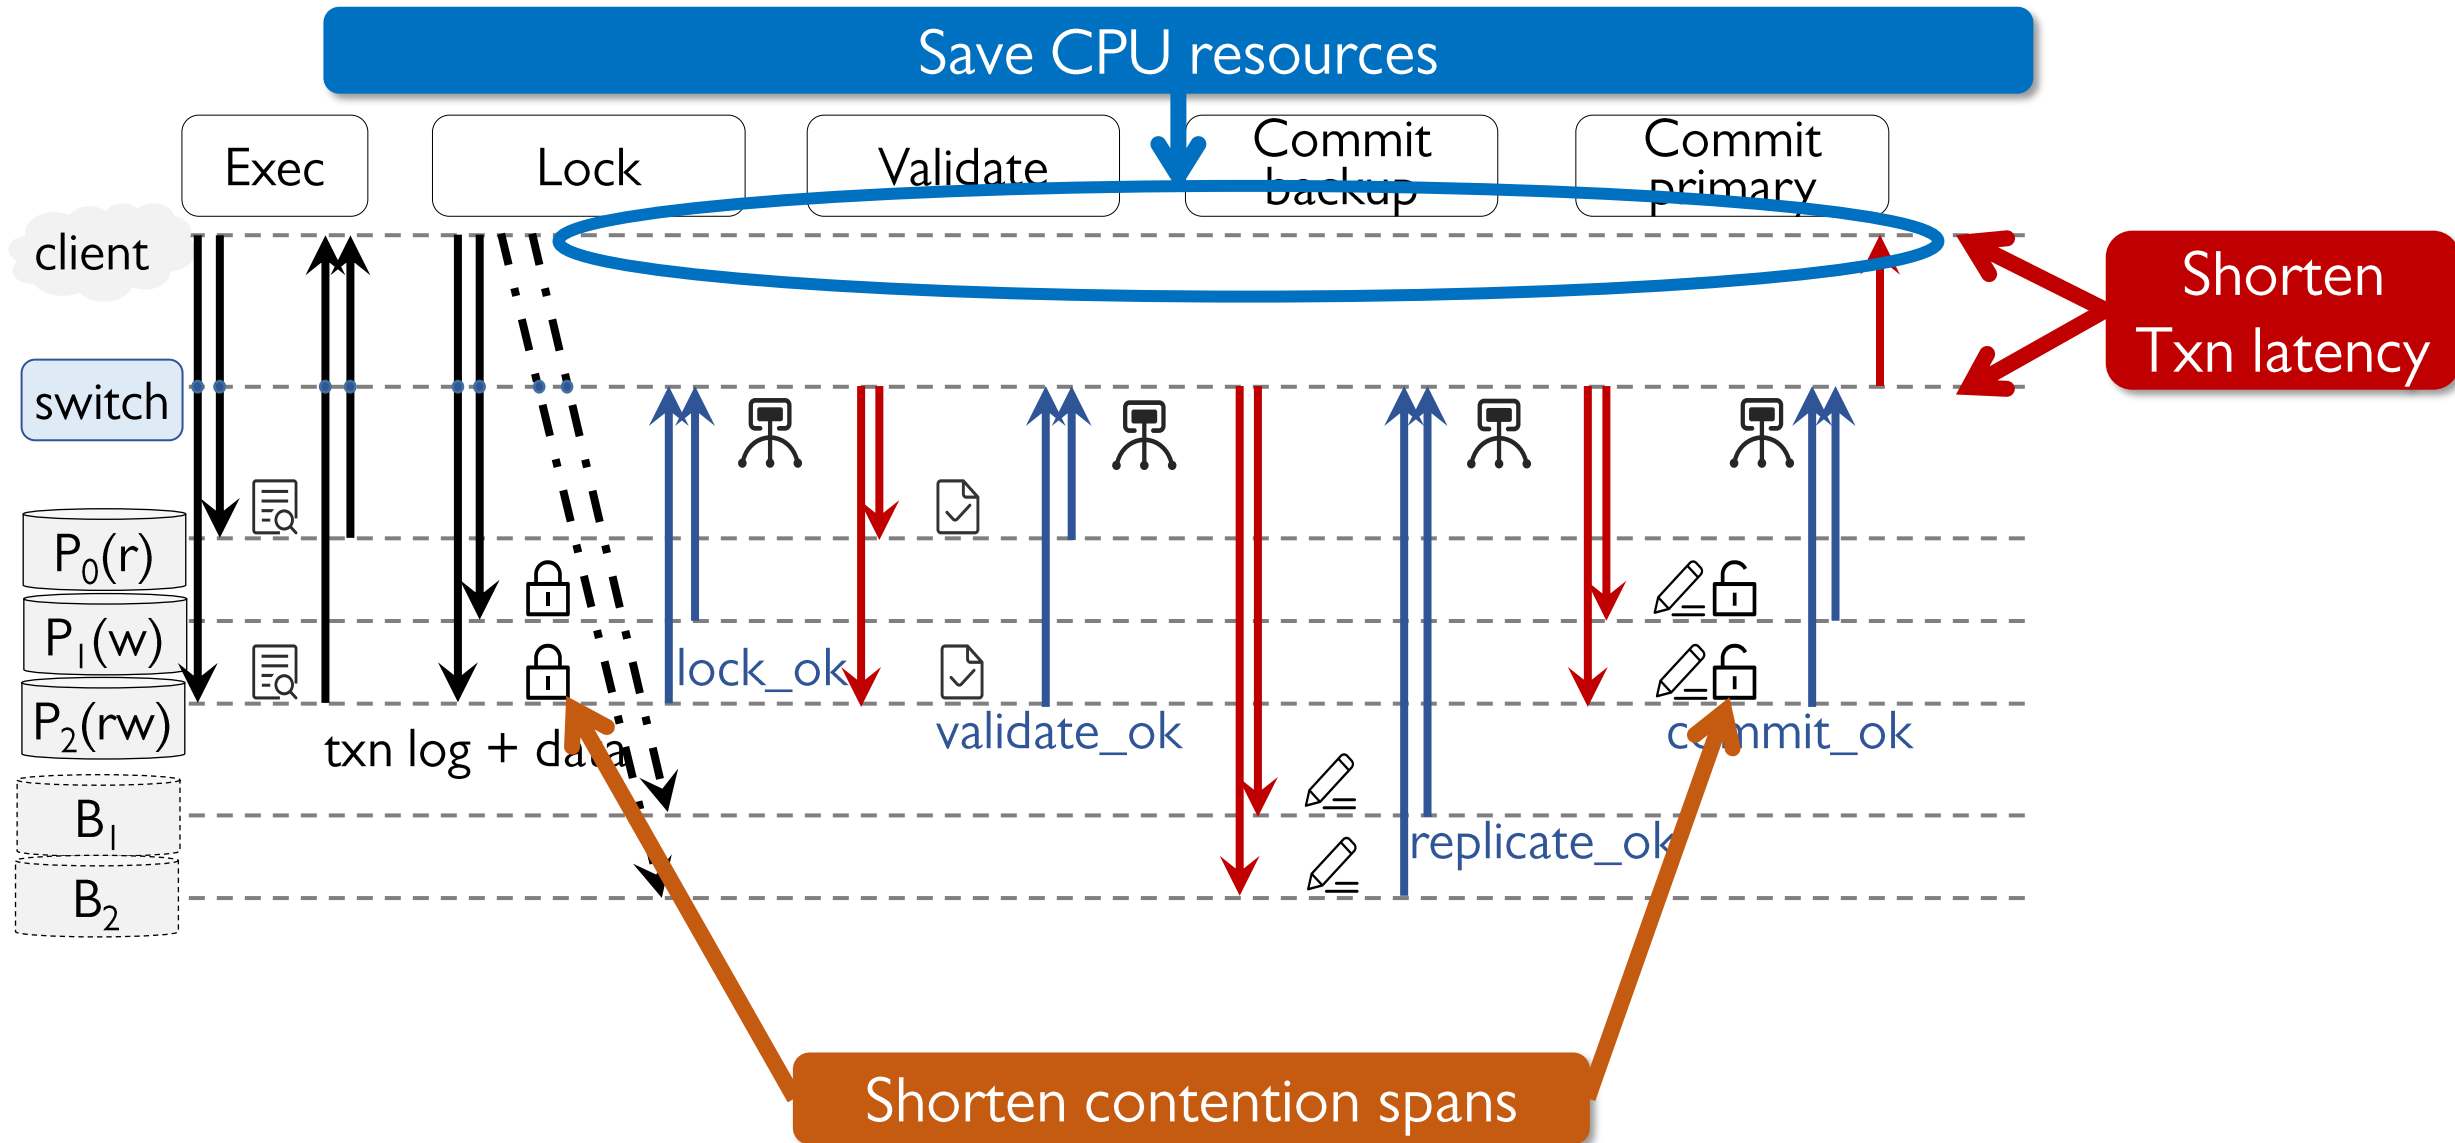 Save CPU resources
Exec
Lock
Validate
Commit
backup
Commit
primary
client
Shorten
Txn latency
switch
P0(r)
P1(w)
P2(rw)
lock_ok
validate_ok
commit_ok
txn log + data
B1
replicate_ok
B2
Shorten contention spans